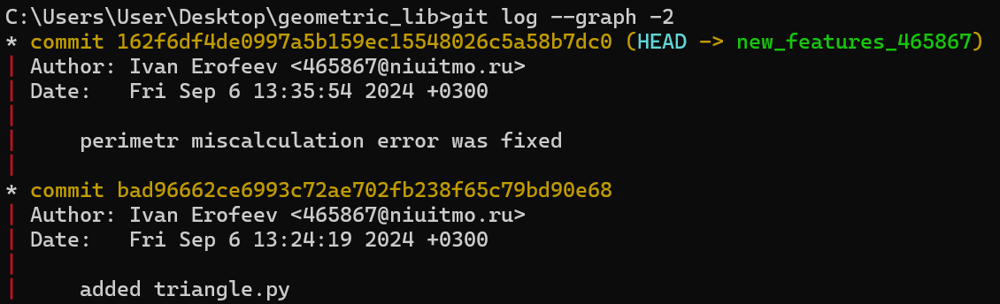 C:\Users\User\Desktop\geometric_lib>git log --graph -2
* commit 162f6df4de0997a5b159ec15548026c5a58b7dc0 (HEAD -> new_features_465867)
| Author: Ivan Erofeev <465867@niuitmo.ru>
| Date:   Fri Sep 6 13:35:54 2024 +0300
|
|     perimetr miscalculation error was fixed
|
* commit bad96662ce6993c72ae702fb238f65c79bd90e68
| Author: Ivan Erofeev <465867@niuitmo.ru>
| Date:   Fri Sep 6 13:24:19 2024 +0300
|
|     added triangle.py